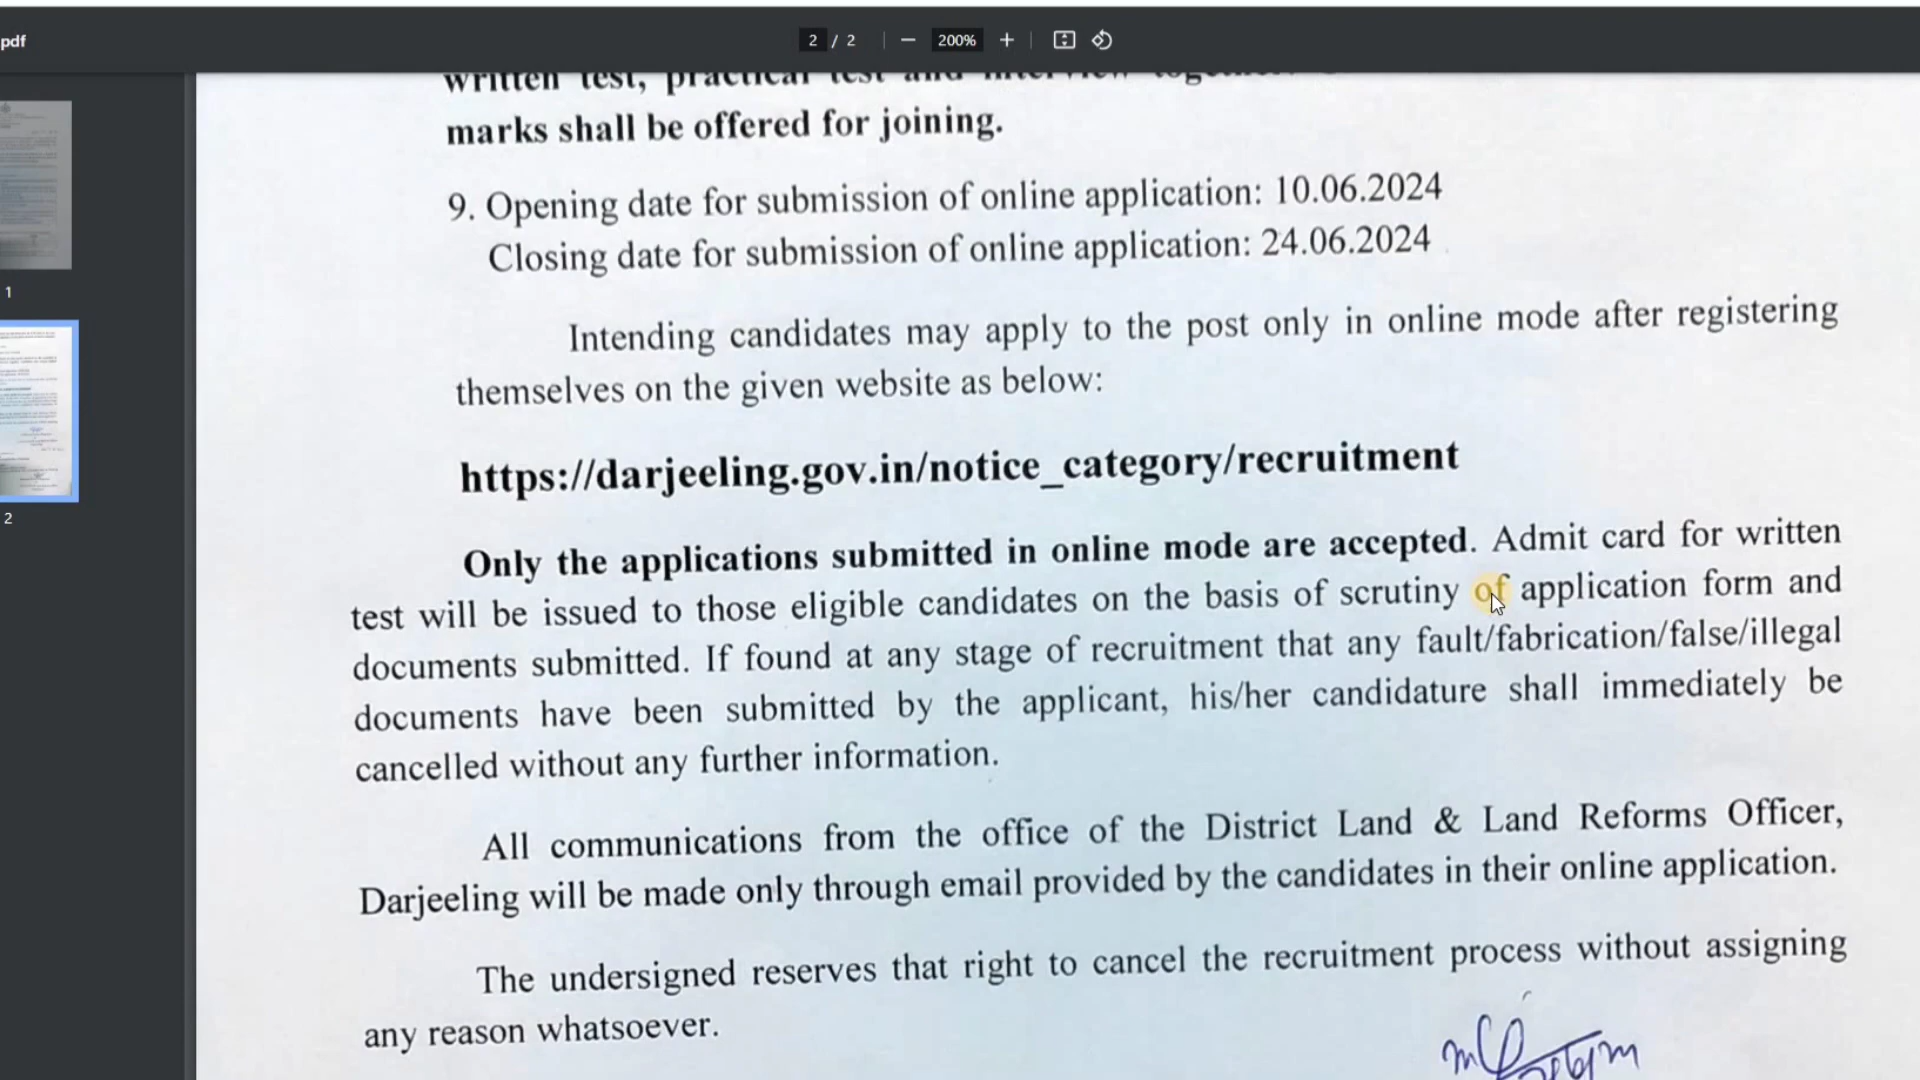 pdf
2 / 2
200%
1
2
written test, practical test and interview
marks shall be offered for joining.
9. Opening date for submission of online application: 10.06.2024
Closing date for submission of online application: 24.06.2024
Intending candidates may apply to the post only in online mode after registering
themselves on the given website as below:
https://darjeeling.gov.in/notice_category/recruitment
Only the applications submitted in online mode are accepted. Admit card for written
test will be issued to those eligible candidates on the basis of scrutiny of application form and
documents submitted. If found at any stage of recruitment that any fault/fabrication/false/illegal
documents have been submitted by the applicant, his/her candidature shall immediately be
cancelled without any further information.
All communications from the office of the District Land & Land Reforms Officer,
Darjeeling will be made only through email provided by the candidates in their online application.
The undersigned reserves that right to cancel the recruitment process without assigning
any reason whatsoever.